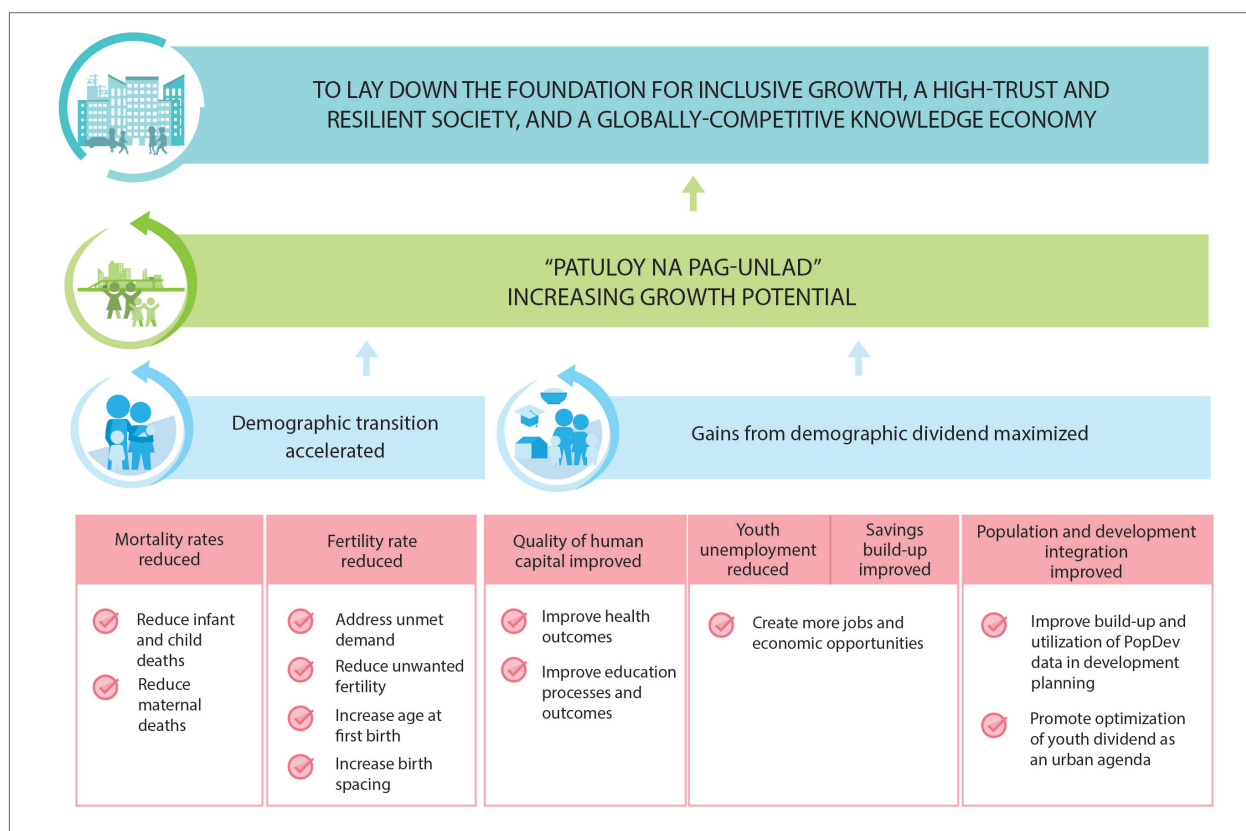 TO LAY DOWN THE FOUNDATION FOR INCLUSIVE GROWTH, A HIGH-TRUST AND
RESILIENT SOCIETY, AND A GLOBALLY-COMPETITIVE KNOWLEDGE ECONOMY
“PATULOY NA PAG-UNLAD”
INCREASING GROWTH POTENTIAL
Demographic transition
accelerated
Gains from demographic dividend maximized
Mortality rates
reduced
Reduce infant
and child
deaths
Reduce
maternal
deaths
Fertility rate
reduced
Address unmet
demand
Reduce unwanted
fertility
Increase age at
first birth
Increase birth
spacing
Quality of human
capital improved
Improve health
outcomes
Improve education
processes and
outcomes
Youth
unemployment
reduced
Savings
build-up
improved
Create more jobs and
economic opportunities
Population and development
integration
improved
Improve build-up and
utilization of PopDev
data in development
planning
Promote optimization
of youth dividend as
an urban agenda